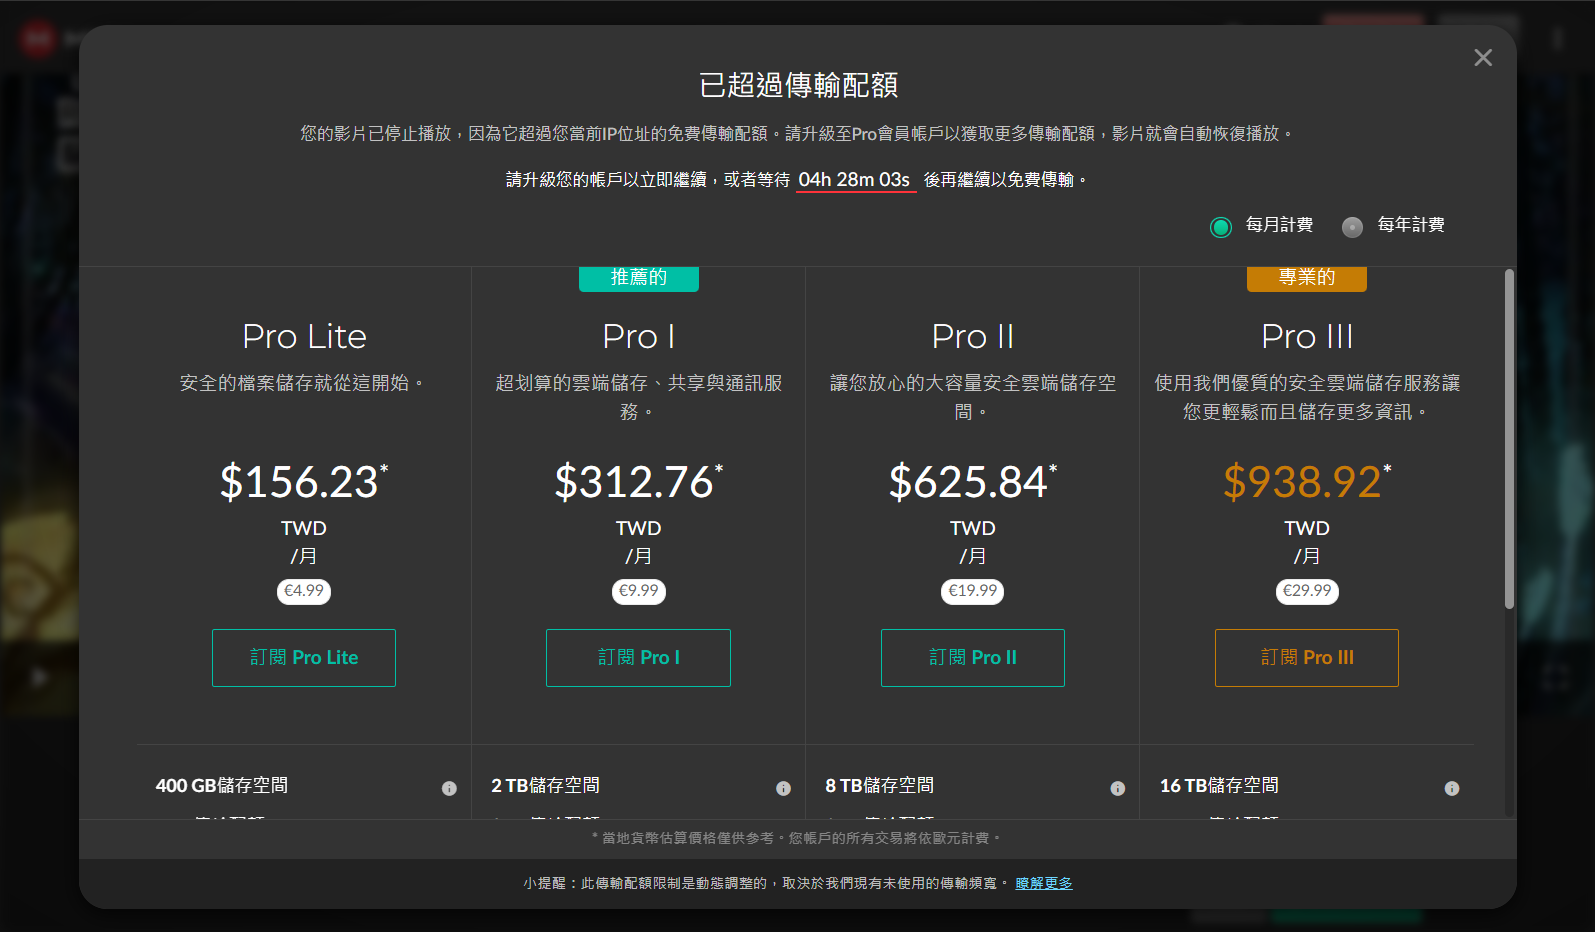 已超過傳輸配額
您的影片已停止播放，因為它超過您當前IP位址的免費傳輸配額。請升級至Pro會員帳戶以獲取更多傳輸配額，影片就會自動恢復播放。
請升級您的帳戶以立即繼續，或者等待 04h 28m 03s 後再繼續以免費傳輸。
每月計費 每年計費
Pro Lite
安全的檔案儲存就從這開始。
$156.23*
TWD
/月
€4.99
訂閱 Pro Lite
400 GB儲存空間
推薦的
Pro I
超划算的雲端儲存、共享與通訊服
務。
$312.76*
TWD
/月
€9.99
訂閱 Pro I
2 TB儲存空間
Pro II
讓您放心的大容量安全雲端儲存空
間。
$625.84*
TWD
/月
€19.99
訂閱 Pro II
8 TB儲存空間
專業的
Pro III
使用我們優質的安全雲端儲存服務讓
您更輕鬆而且儲存更多資訊。
$938.92*
TWD
/月
€29.99
訂閱 Pro III
16 TB儲存空間
* 當地貨幣估算價格僅供參考。您帳戶的所有交易將依歐元計費。
小提醒：此傳輸配額限制是動態調整的，取決於我們現有未使用的傳輸頻寬。 瞭解更多